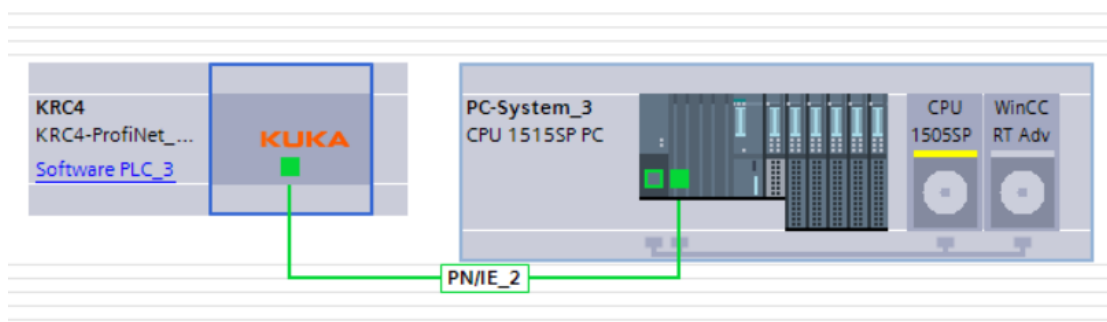 KRC4
KRC4-ProfiNet_...
Software PLC_3
KUKA
PC-System_3
CPU 1515SP PC
CPU
1505SP
WinCC
RT Adv
PN/IE_2